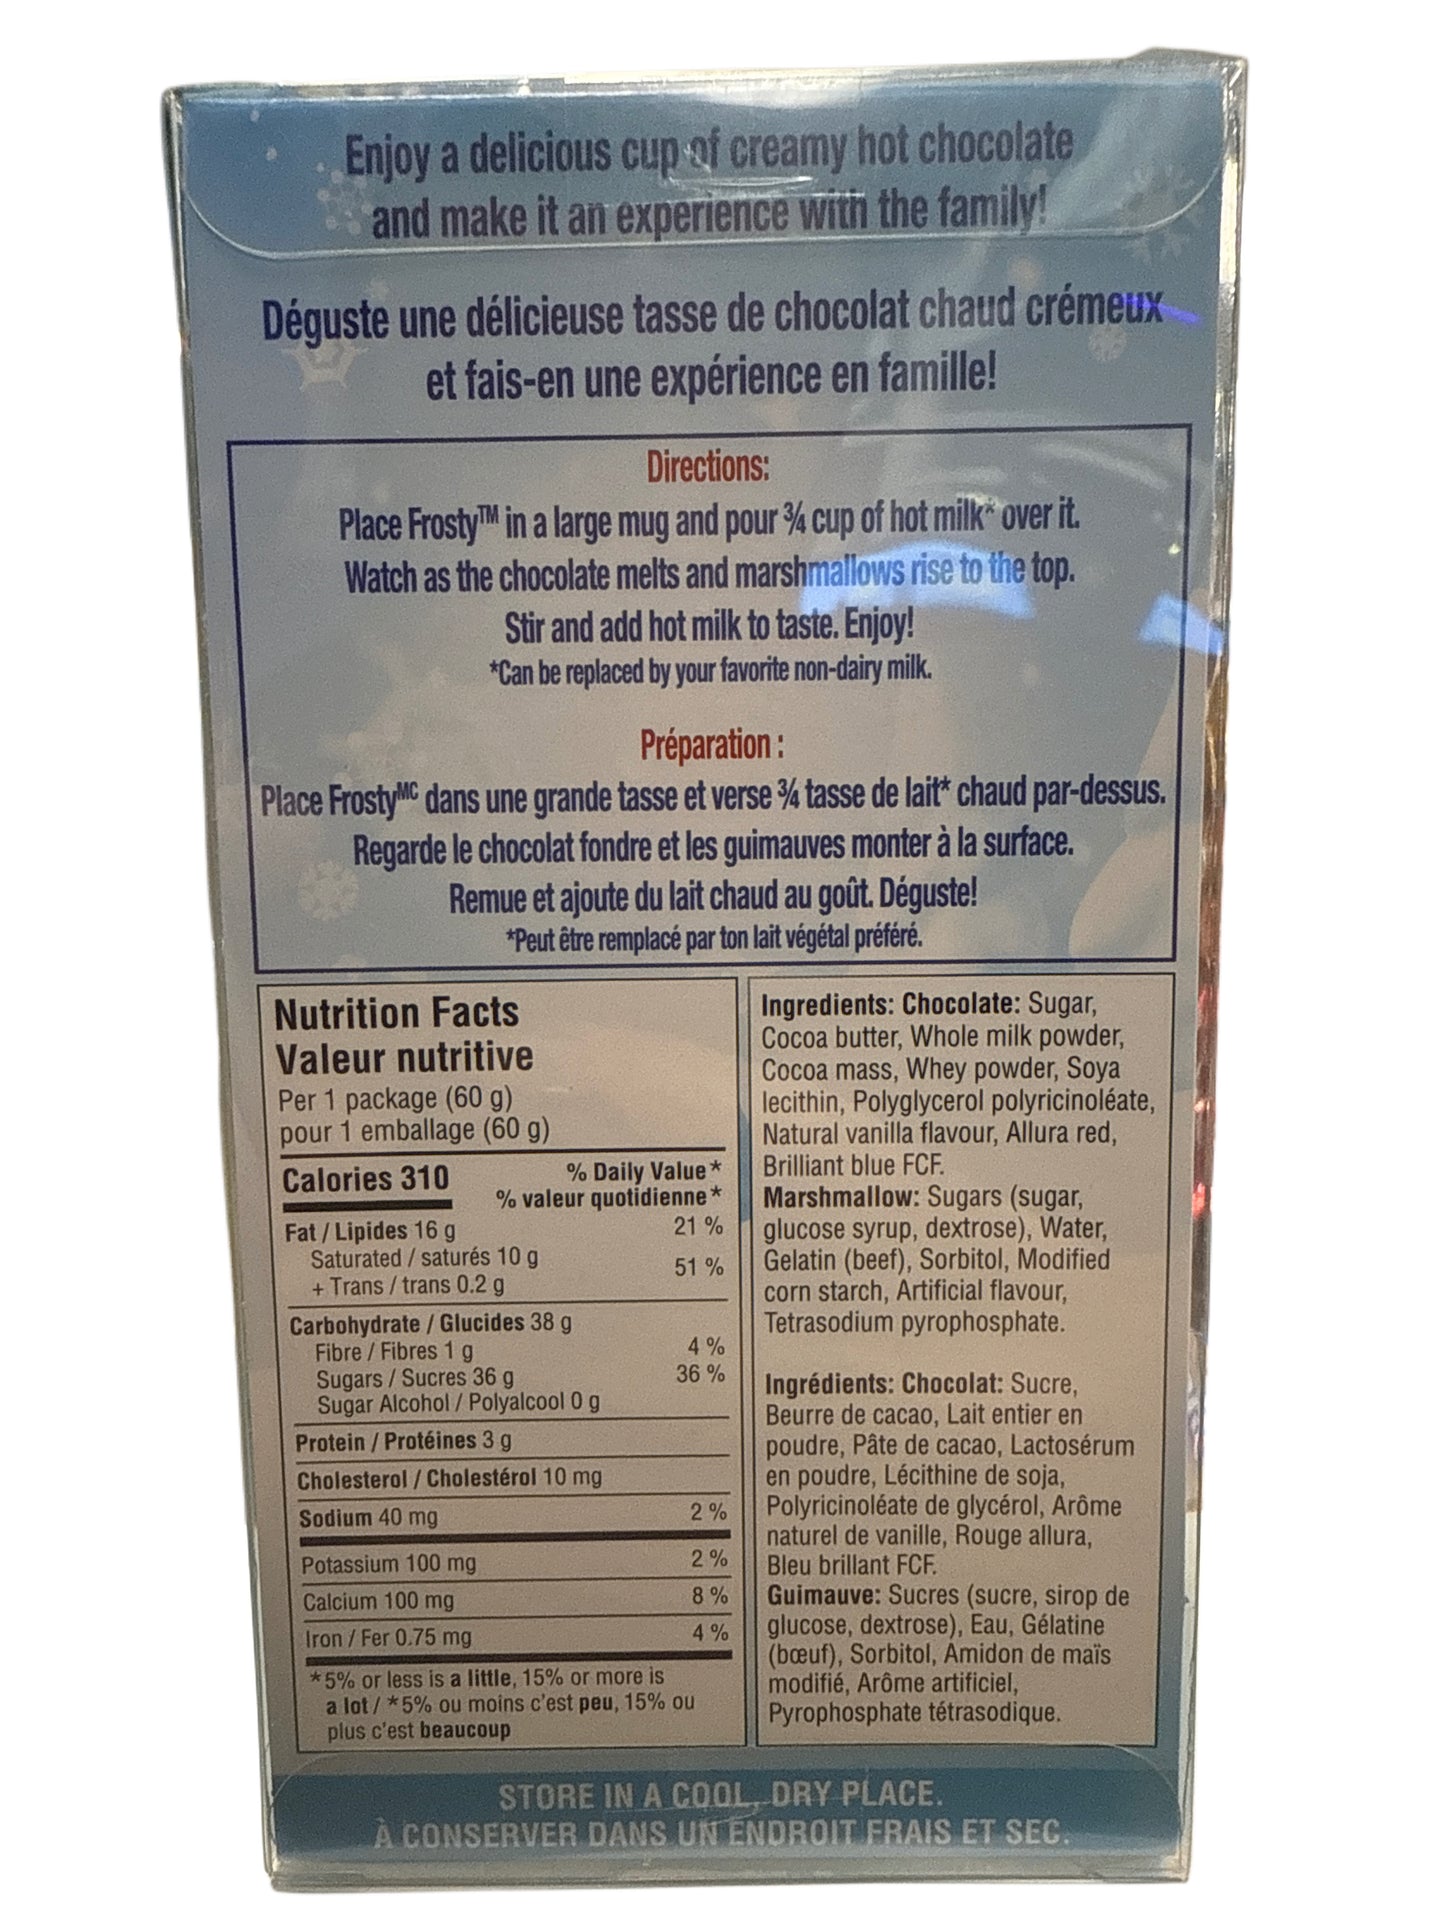 Enjoy a delicious cup of creamy hot chocolate
and make it an experience with the family!
Déguste une délicieuse tasse de chocolat chaud crémeux
et fais-en une expérience en famille!
Directions:
Place Frosty™ in a large mug and pour ¾ cup of hot milk* over it.
Watch as the chocolate melts and marshmallows rise to the top.
Stir and add hot milk to taste. Enjoy!
*Can be replaced by your favorite non-dairy milk.
Préparation :
Place Frostyᴹᶜ dans une grande tasse et verse ¾ tasse de lait* chaud par-dessus.
Regarde le chocolat fondre et les guimauves monter à la surface.
Remue et ajoute du lait chaud au goût. Déguste!
*Peut être remplacé par ton lait végétal préféré.
Nutrition Facts
Valeur nutritive
Per 1 package (60 g)
pour 1 emballage (60 g)
Calories 310 % Daily Value*
% valeur quotidienne*
Fat / Lipides 16 g 21 %
Saturated / saturés 10 g
+ Trans / trans 0.2 g 51 %
Carbohydrate / Glucides 38 g
Fibre / Fibres 1 g 4 %
Sugars / Sucres 36 g 36 %
Sugar Alcohol / Polyalcool 0 g
Protein / Protéines 3 g
Cholesterol / Cholestérol 10 mg
Sodium 40 mg 2 %
Potassium 100 mg 2 %
Calcium 100 mg 8 %
Iron / Fer 0.75 mg 4 %
*5% or less is a little, 15% or more is
a lot / *5% ou moins c'est peu, 15% ou
plus c'est beaucoup
Ingredients: Chocolate: Sugar,
Cocoa butter, Whole milk powder,
Cocoa mass, Whey powder, Soya
lecithin, Polyglycerol polyricinoléate,
Natural vanilla flavour, Allura red,
Brilliant blue FCF.
Marshmallow: Sugars (sugar,
glucose syrup, dextrose), Water,
Gelatin (beef), Sorbitol, Modified
corn starch, Artificial flavour,
Tetrasodium pyrophosphate.
Ingrédients: Chocolat: Sucre,
Beurre de cacao, Lait entier en
poudre, Pâte de cacao, Lactosérum
en poudre, Lécithine de soja,
Polyricinoléate de glycérol, Arôme
naturel de vanille, Rouge allura,
Bleu brillant FCF.
Guimauve: Sucres (sucre, sirop de
glucose, dextrose), Eau, Gélatine
(bœuf), Sorbitol, Amidon de maïs
modifié, Arôme artificiel,
Pyrophosphate tétrasodique.
STORE IN A COOL, DRY PLACE.
À CONSERVER DANS UN ENDROIT FRAIS ET SEC.